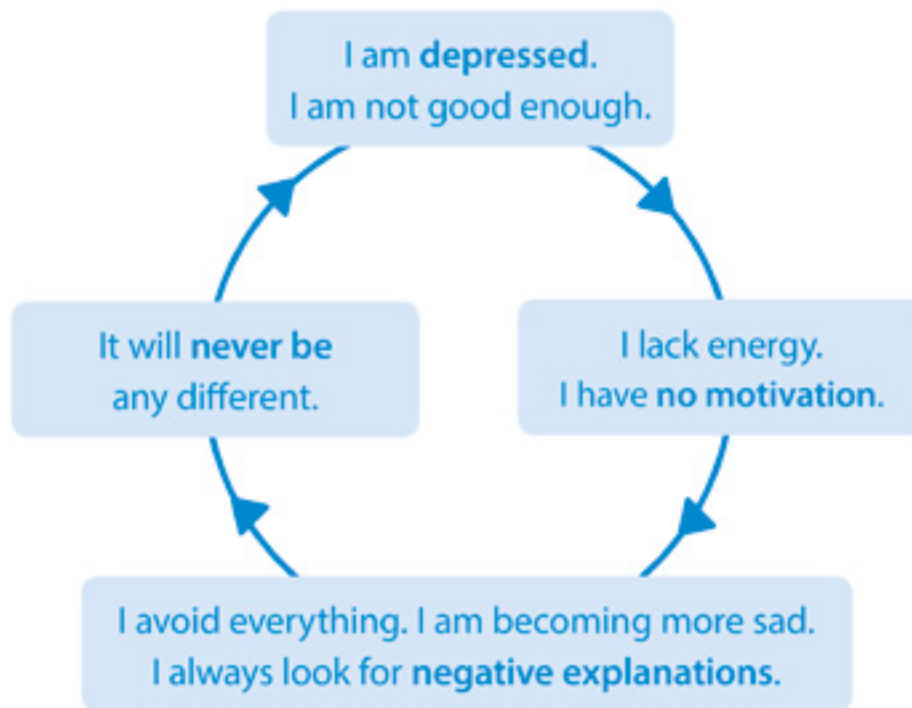 I am depressed.
I am not good enough.
I lack energy.
I have no motivation.
I avoid everything. I am becoming more sad.
I always look for negative explanations.
It will never be
any different.